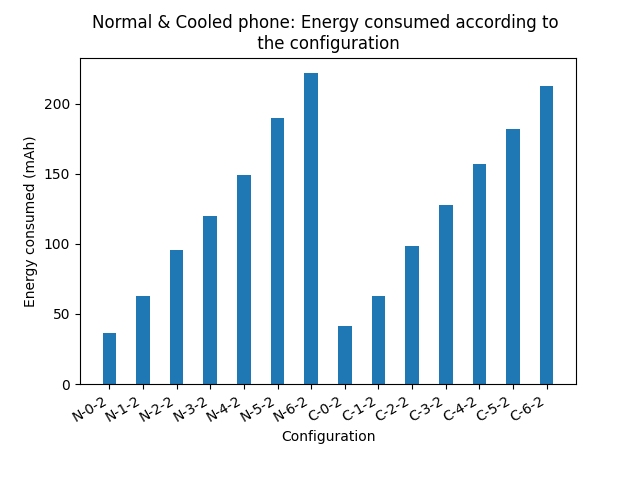 Normal & Cooled phone: Energy consumed according to
the configuration
Energy consumed (mAh)
200
150
100
50
0
N-0-2
N-1-2
N-2-2
N-3-2
N-4-2
N-5-2
N-6-2
C-0-2
C-1-2
C-2-2
C-3-2
C-4-2
C-5-2
C-6-2
Configuration